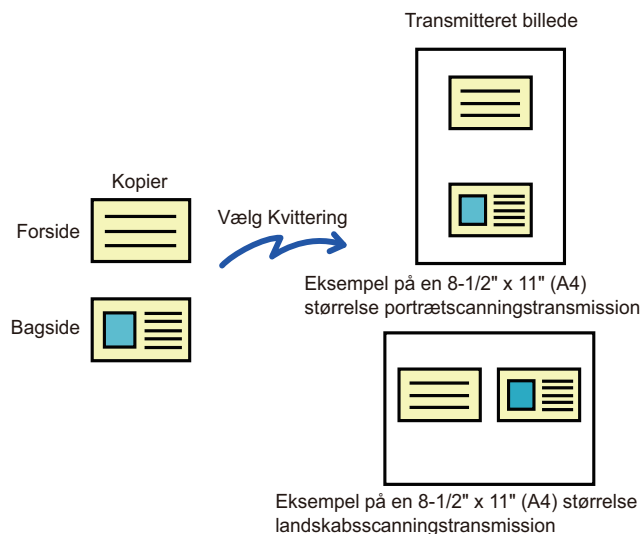 Transmitteret billede
Kopier
Forside
Vælg Kvittering
Bagside
Eksempel på en 8-1/2" x 11" (A4)
størrelse portrætscanningstransmission
Eksempel på en 8-1/2" x 11" (A4) størrelse
landskabsscanningstransmission